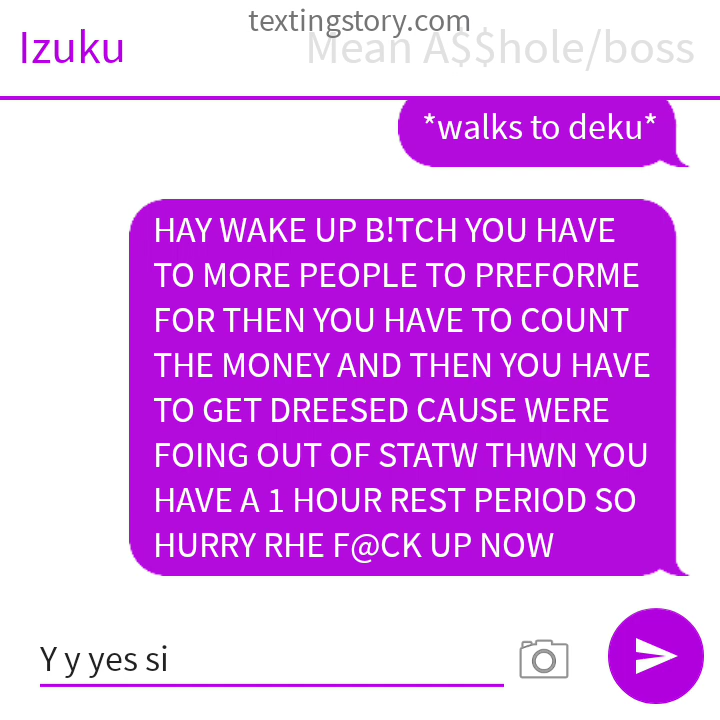 textingstory.com
Izuku
Mean A$$hole/boss
*walks to deku*
HAY WAKE UP B!TCH YOU HAVE
TO MORE PEOPLE TO PREFORME
FOR THEN YOU HAVE TO COUNT
THE MONEY AND THEN YOU HAVE
TO GET DREESED CAUSE WERE
FOING OUT OF STATW THWN YOU
HAVE A 1 HOUR REST PERIOD SO
HURRY RHE F@CK UP NOW
Y y yes si